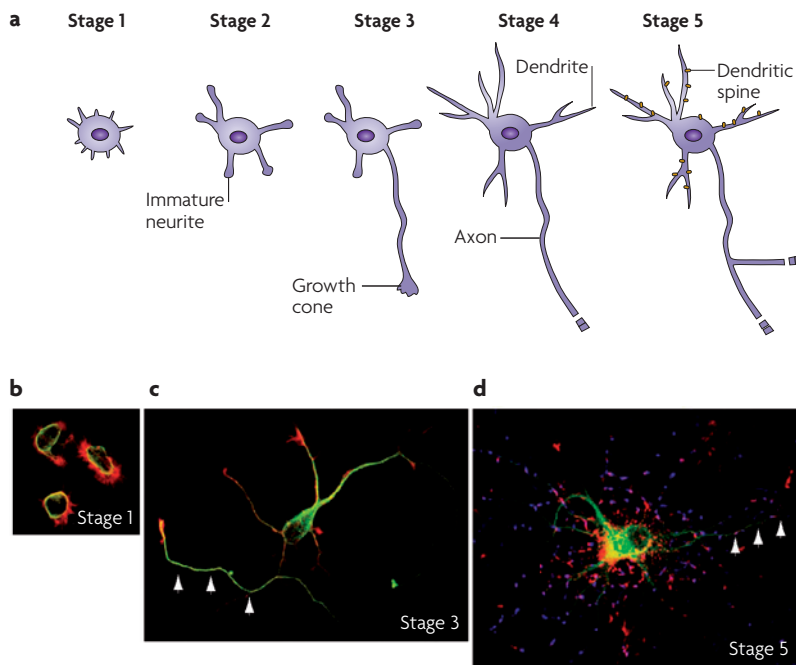 a
Stage 1 Stage 2 Stage 3 Stage 4 Stage 5
Dendrite
Dendritic
spine
Immature
neurite
Axon
Growth
cone
b
c
d
Stage 1
Stage 3
Stage 5